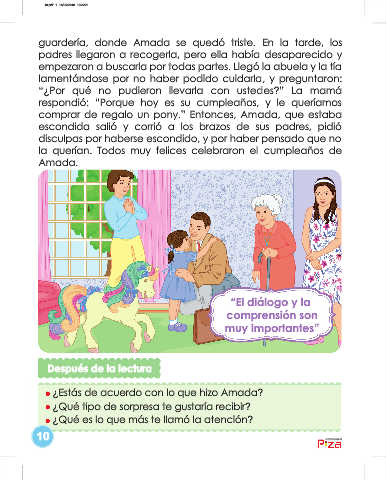 guardería, donde Amada se quedó triste. En la tarde, los
padres llegaron a recogerla, pero ella había desaparecido y
empezaron a buscarla por todas partes. Llegó la abuela y la tía
lamentándose por no haber podido cuidarla, y preguntaron:
"¿Por qué no pudieron llevarla con ustedes?" La mamá
respondió: "Porque hoy es su cumpleaños, y le queríamos
comprar de regalo un pony." Entonces, Amada, que estaba
escondida salió y corrió a los brazos de sus padres, pidió
disculpas por haberse escondido, y por haber pensado que no
la querían. Todos muy felices celebraron el cumpleaños de
Amada.
"El diálogo y la
comprensión son
muy importantes"
Después de la lectura
¿Estás de acuerdo con lo que hizo Amada?
¿Qué tipo de sorpresa te gustaría recibir?
¿Qué es lo que más te llamó la atención?
10